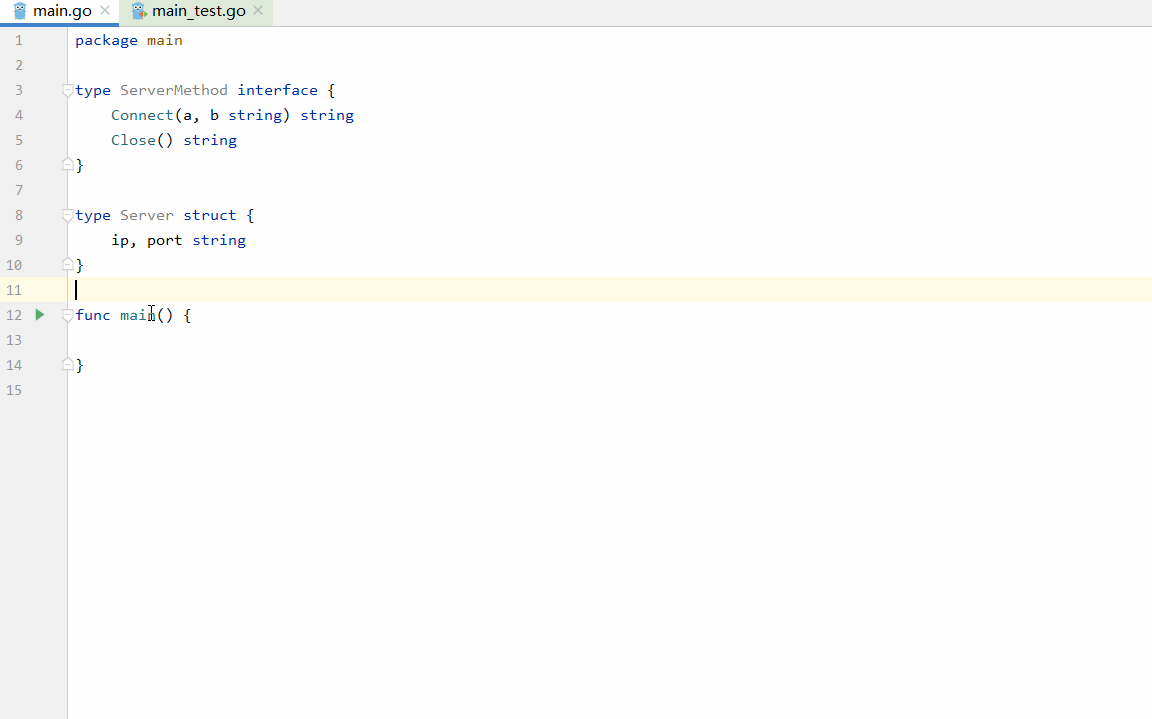 main.go main_test.go
1 package main
2
3 type ServerMethod interface {
4 Connect(a, b string) string
5 Close() string
6 }
7
8 type Server struct {
9 ip, port string
10 }
11
12 func main() {
13
14 }
15